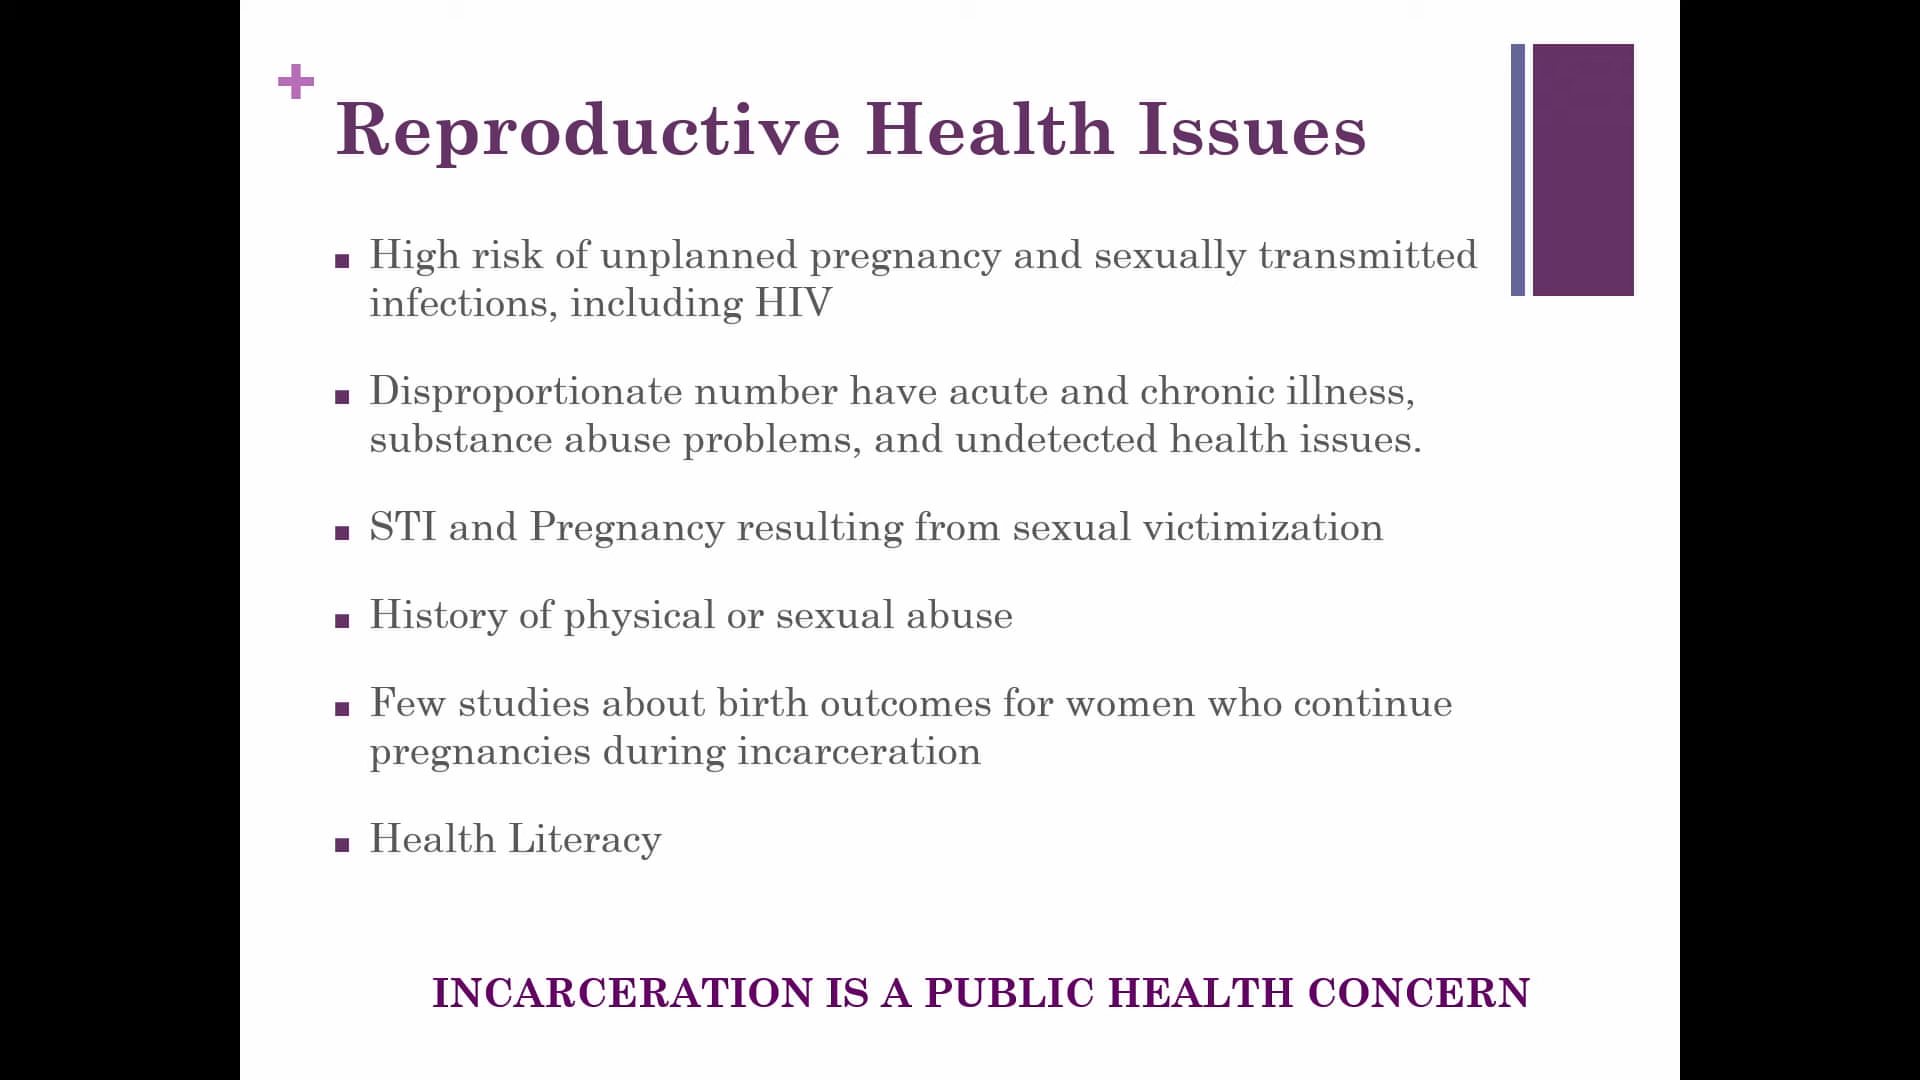 +
Reproductive Health Issues
▪ High risk of unplanned pregnancy and sexually transmitted
infections, including HIV
▪ Disproportionate number have acute and chronic illness,
substance abuse problems, and undetected health issues.
▪ STI and Pregnancy resulting from sexual victimization
▪ History of physical or sexual abuse
▪ Few studies about birth outcomes for women who continue
pregnancies during incarceration
▪ Health Literacy
INCARCERATION IS A PUBLIC HEALTH CONCERN